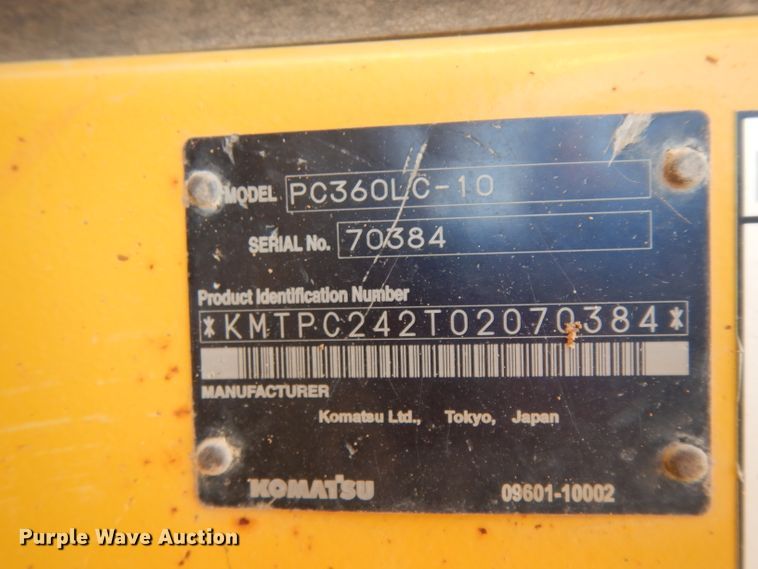 MODEL PC360LC-10
SERIAL No. 70384
Product Identification Number
*KMTPC242T02070384*
MANUFACTURER
Komatsu Ltd., Tokyo, Japan
KOMATSU 09601-10002
Purple Wave Auction